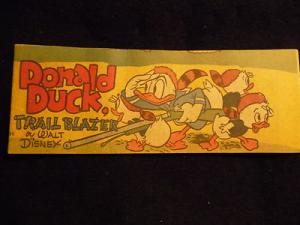 Donald
Duck,
TRAIL BLAZER
by WALT
DISNEY